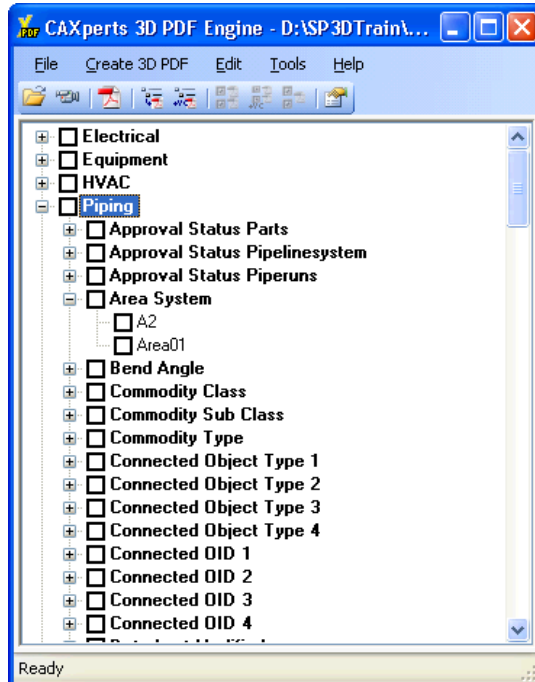 CAXperts 3D PDF Engine - D:\SP3DTrain\...
File Create 3D PDF Edit Tools Help
Electrical
Equipment
HVAC
Piping
Approval Status Parts
Approval Status Pipelinesystem
Approval Status Piperuns
Area System
A2
Area01
Bend Angle
Commodity Class
Commodity Sub Class
Commodity Type
Connected Object Type 1
Connected Object Type 2
Connected Object Type 3
Connected Object Type 4
Connected OID 1
Connected OID 2
Connected OID 3
Connected OID 4
Ready